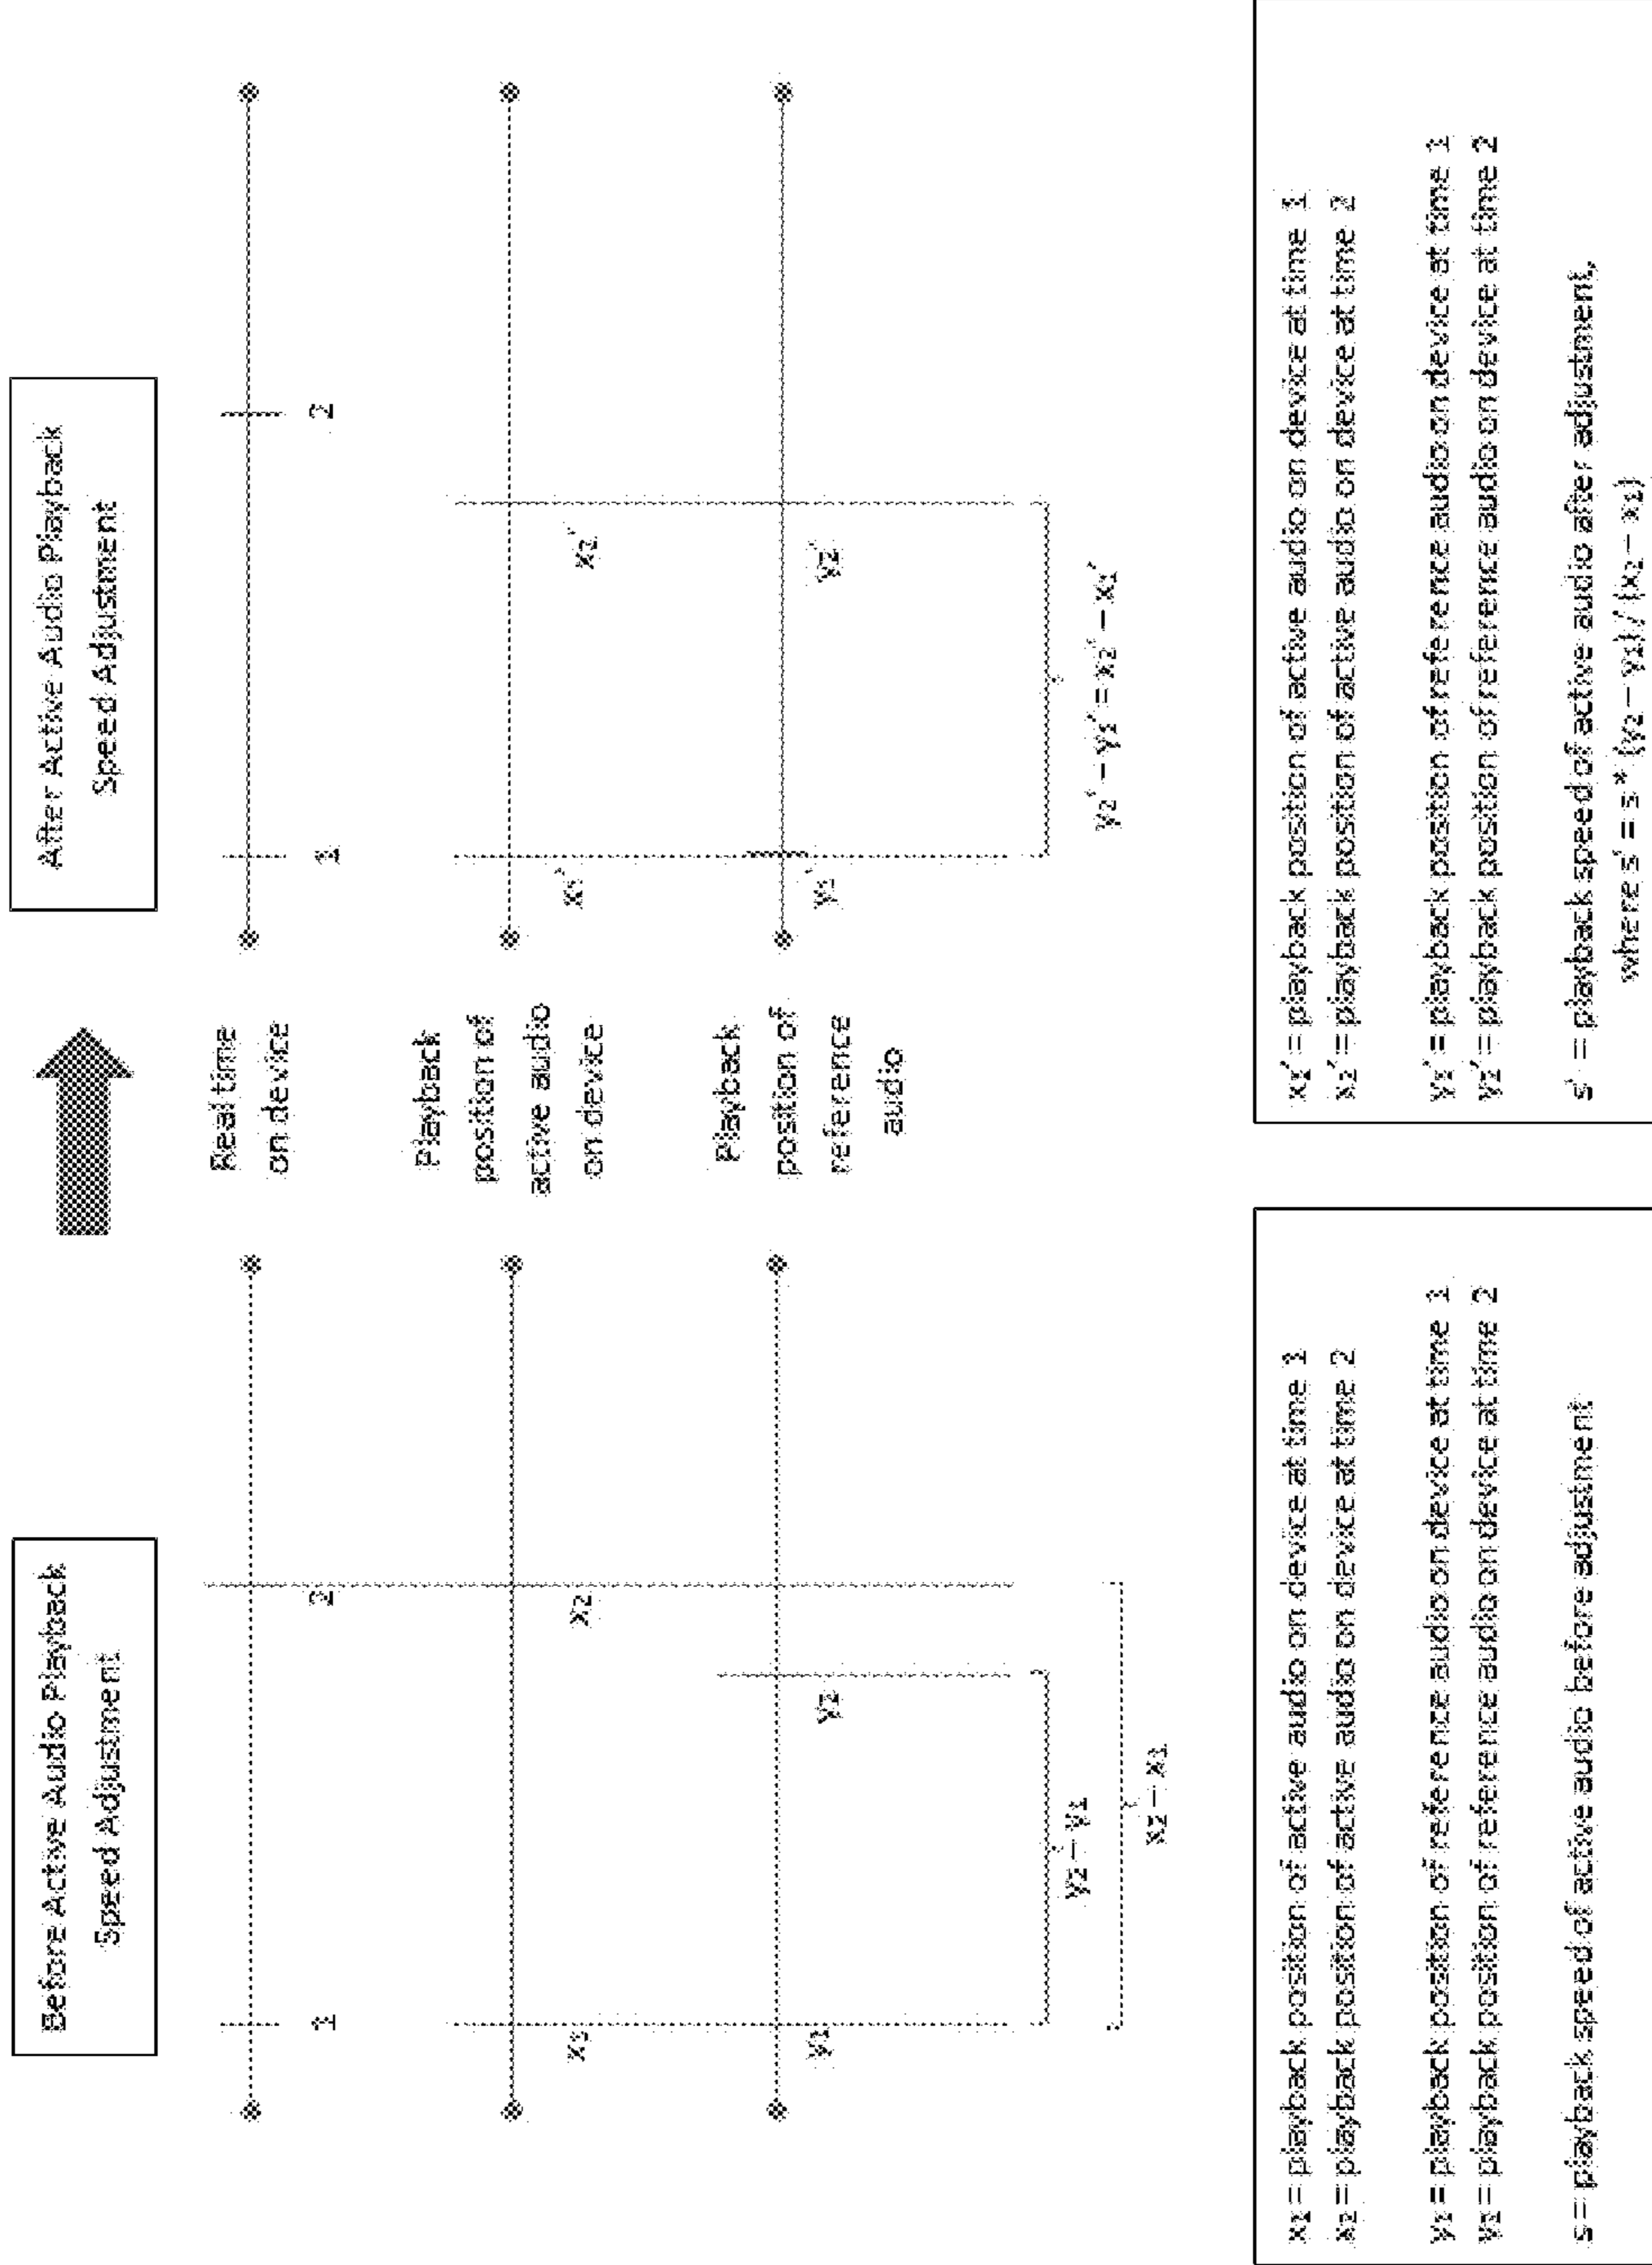 Before Active Audio Playback
Speed Adjustment
1
2
x₁
x₂
y₁
y₂
y₂ – y₁
x₂ – x₁
Real time
on device
Playback
position of
active audio
on device
Playback
position of
reference
audio
After Active Audio Playback
Speed Adjustment
1
2
x₁'
x₂'
y₁'
y₂'
y₂' – y₁' = x₂' – x₁'
x₁ = playback position of active audio on device at time 1
x₂ = playback position of active audio on device at time 2
y₁ = playback position of reference audio on device at time 1
y₂ = playback position of reference audio on device at time 2
s = playback speed of active audio before adjustment
x₁' = playback position of active audio on device at time 1
x₂' = playback position of active audio on device at time 2
y₁' = playback position of reference audio on device at time 1
y₂' = playback position of reference audio on device at time 2
s' = playback speed of active audio after adjustment,
where s' = s * (y₂ – y₁) / (x₂ – x₁)